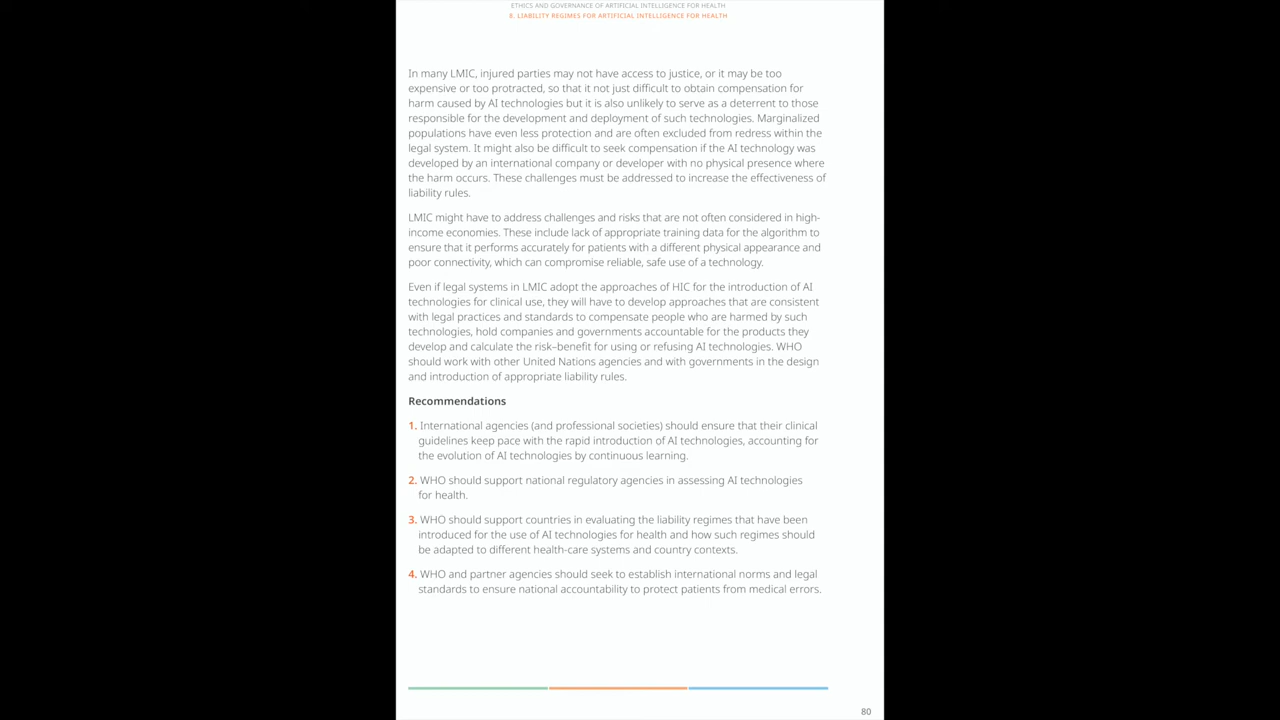 ETHICS AND GOVERNANCE OF ARTIFICIAL INTELLIGENCE FOR HEALTH
8. LIABILITY REGIMES FOR ARTIFICIAL INTELLIGENCE FOR HEALTH
In many LMIC, injured parties may not have access to justice, or it may be too
expensive or too protracted, so that it not just difficult to obtain compensation for
harm caused by AI technologies but it is also unlikely to serve as a deterrent to those
responsible for the development and deployment of such technologies. Marginalized
populations have even less protection and are often excluded from redress within the
legal system. It might also be difficult to seek compensation if the AI technology was
developed by an international company or developer with no physical presence where
the harm occurs. These challenges must be addressed to increase the effectiveness of
liability rules.
LMIC might have to address challenges and risks that are not often considered in high-
income economies. These include lack of appropriate training data for the algorithm to
ensure that it performs accurately for patients with a different physical appearance and
poor connectivity, which can compromise reliable, safe use of a technology.
Even if legal systems in LMIC adopt the approaches of HIC for the introduction of AI
technologies for clinical use, they will have to develop approaches that are consistent
with legal practices and standards to compensate people who are harmed by such
technologies, hold companies and governments accountable for the products they
develop and calculate the risk–benefit for using or refusing AI technologies. WHO
should work with other United Nations agencies and with governments in the design
and introduction of appropriate liability rules.
Recommendations
1. International agencies (and professional societies) should ensure that their clinical
guidelines keep pace with the rapid introduction of AI technologies, accounting for
the evolution of AI technologies by continuous learning.
2. WHO should support national regulatory agencies in assessing AI technologies
for health.
3. WHO should support countries in evaluating the liability regimes that have been
introduced for the use of AI technologies for health and how such regimes should
be adapted to different health-care systems and country contexts.
4. WHO and partner agencies should seek to establish international norms and legal
standards to ensure national accountability to protect patients from medical errors.
80